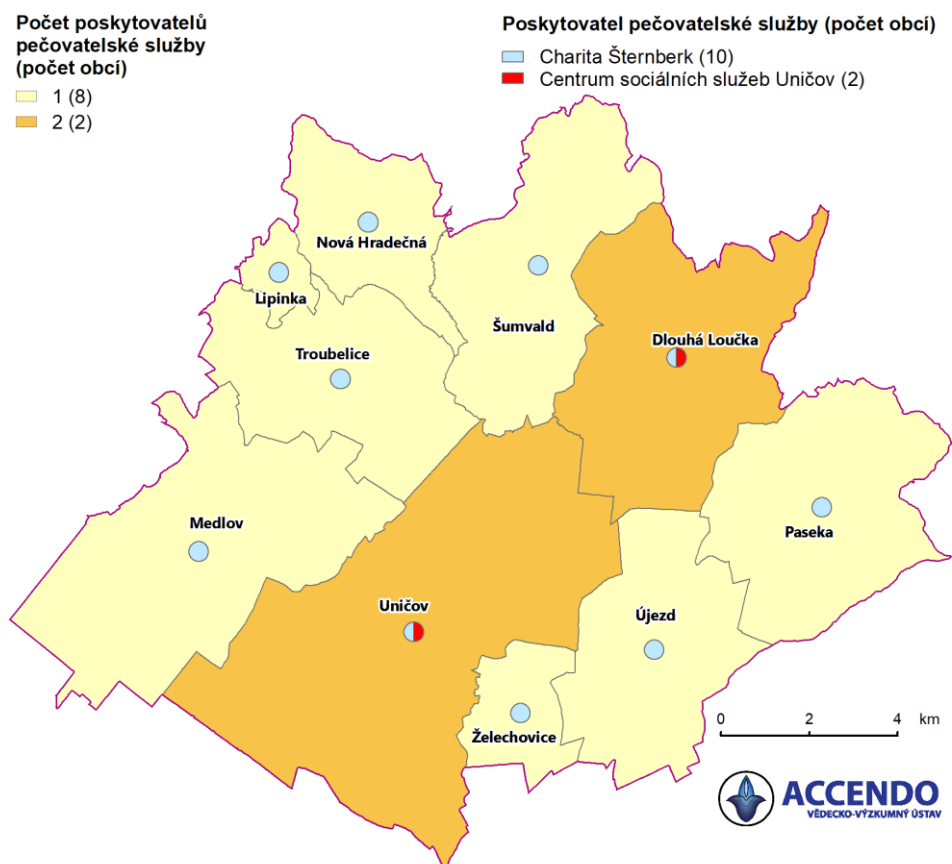 Počet poskytovatelů
pečovatelské služby
(počet obcí)
1 (8)
2 (2)
Poskytovatel pečovatelské služby (počet obcí)
Charita Šternberk (10)
Centrum sociálních služeb Uničov (2)
Nová Hradečná
Lipinka
Šumvald
Troubelice
Dlouhá Loučka
Medlov
Paseka
Uničov
Újezd
Želechovice
0 2 4 km
ACCENDO
VĚDECKO-VÝZKUMNÝ ÚSTAV